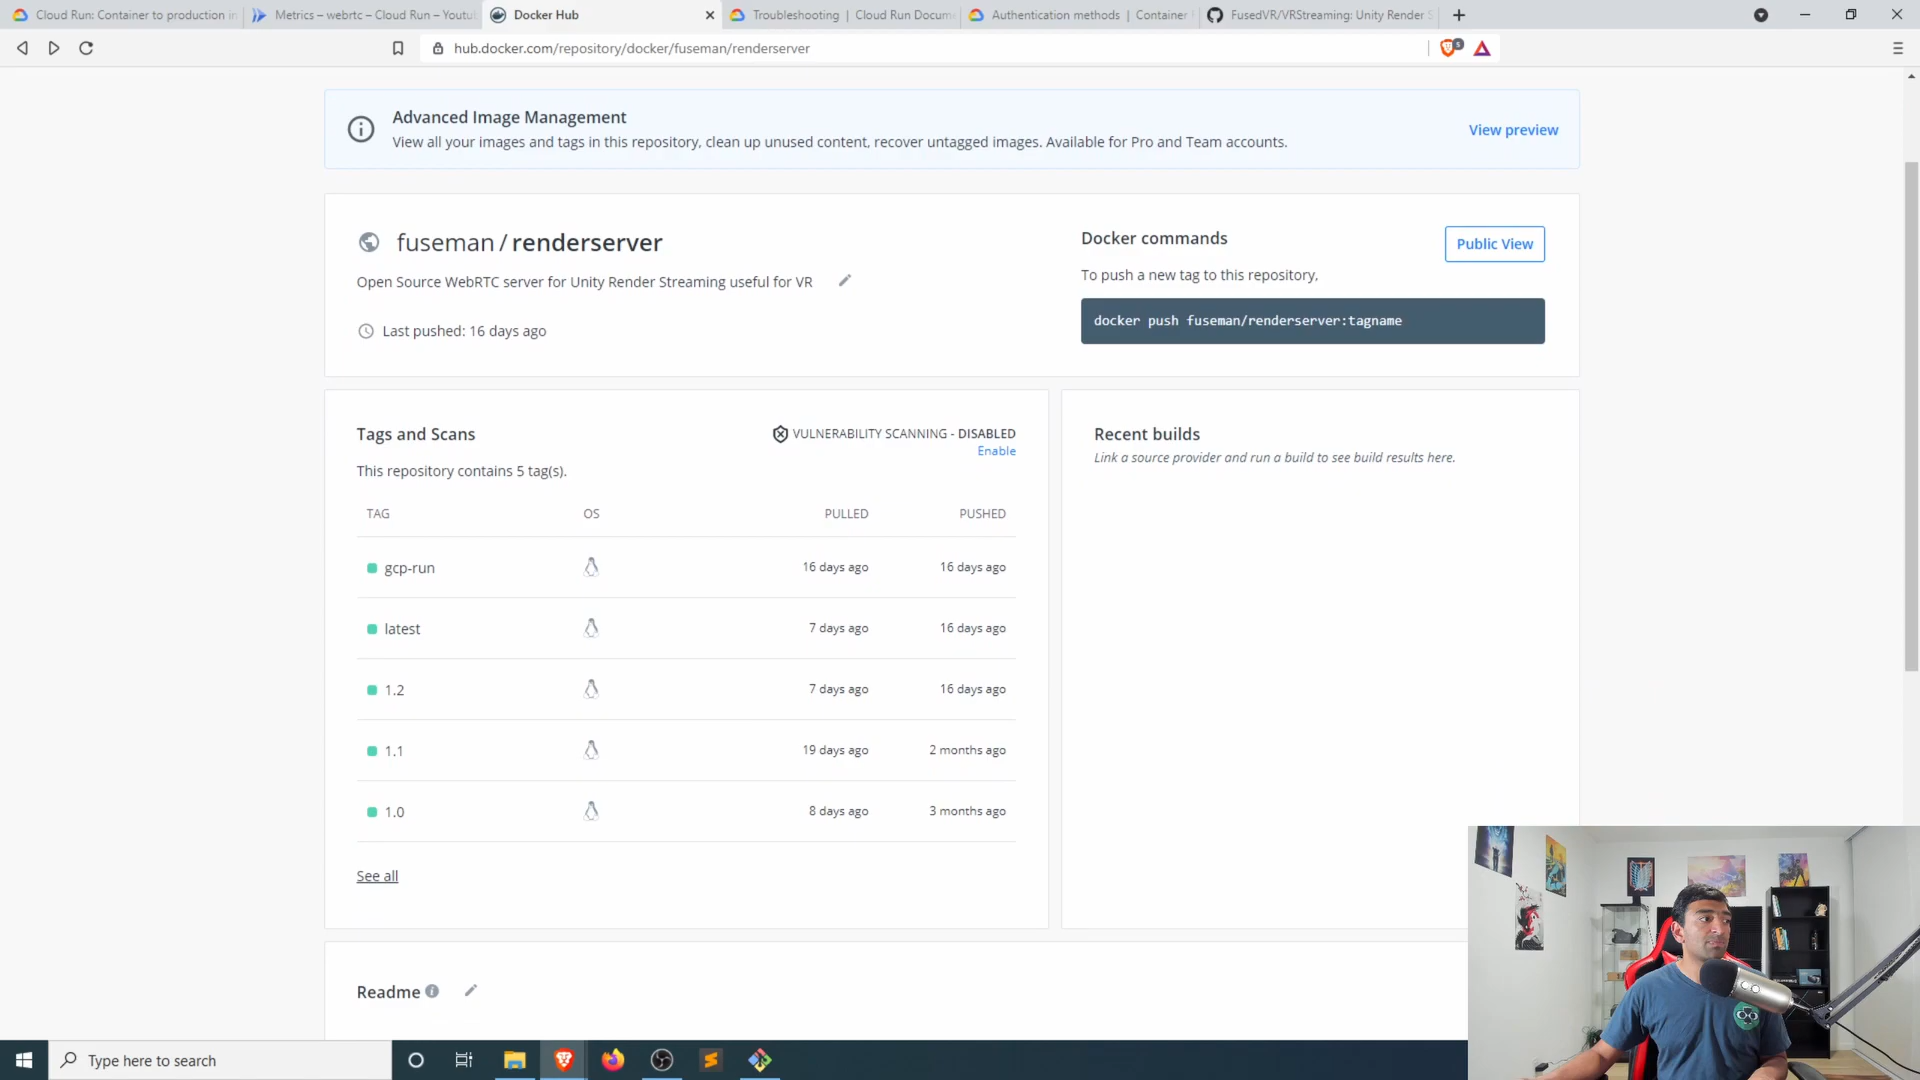 Cloud Run: Container to production in
Metrics – webrtc – Cloud Run – Youtu
Docker Hub
Troubleshooting | Cloud Run Docum
Authentication methods | Container
FusedVR/VRStreaming: Unity Render S
hub.docker.com/repository/docker/fuseman/renderserver
5
Advanced Image Management
View all your images and tags in this repository, clean up unused content, recover untagged images. Available for Pro and Team accounts.
View preview
fuseman / renderserver
Open Source WebRTC server for Unity Render Streaming useful for VR
Last pushed: 16 days ago
Docker commands
To push a new tag to this repository,
Public View
docker push fuseman/renderserver:tagname
Tags and Scans
VULNERABILITY SCANNING - DISABLED
Enable
This repository contains 5 tag(s).
TAG OS PULLED PUSHED
gcp-run 16 days ago 16 days ago
latest 7 days ago 16 days ago
1.2 7 days ago 16 days ago
1.1 19 days ago 2 months ago
1.0 8 days ago 3 months ago
See all
Recent builds
Link a source provider and run a build to see build results here.
Readme
Type here to search